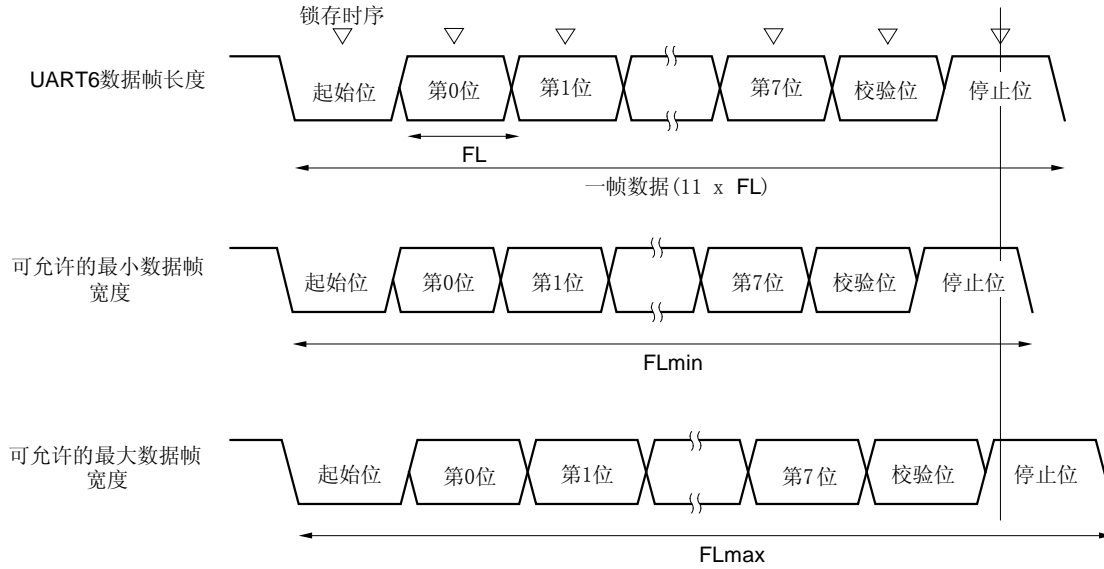 锁存时序
UART6数据帧长度
起始位 第0位 第1位 第7位 校验位 停止位
FL
一帧数据(11 x FL)
可允许的最小数据帧
宽度
起始位 第0位 第1位 第7位 校验位 停止位
FLmin
可允许的最大数据帧
宽度
起始位 第0位 第1位 第7位 校验位 停止位
FLmax